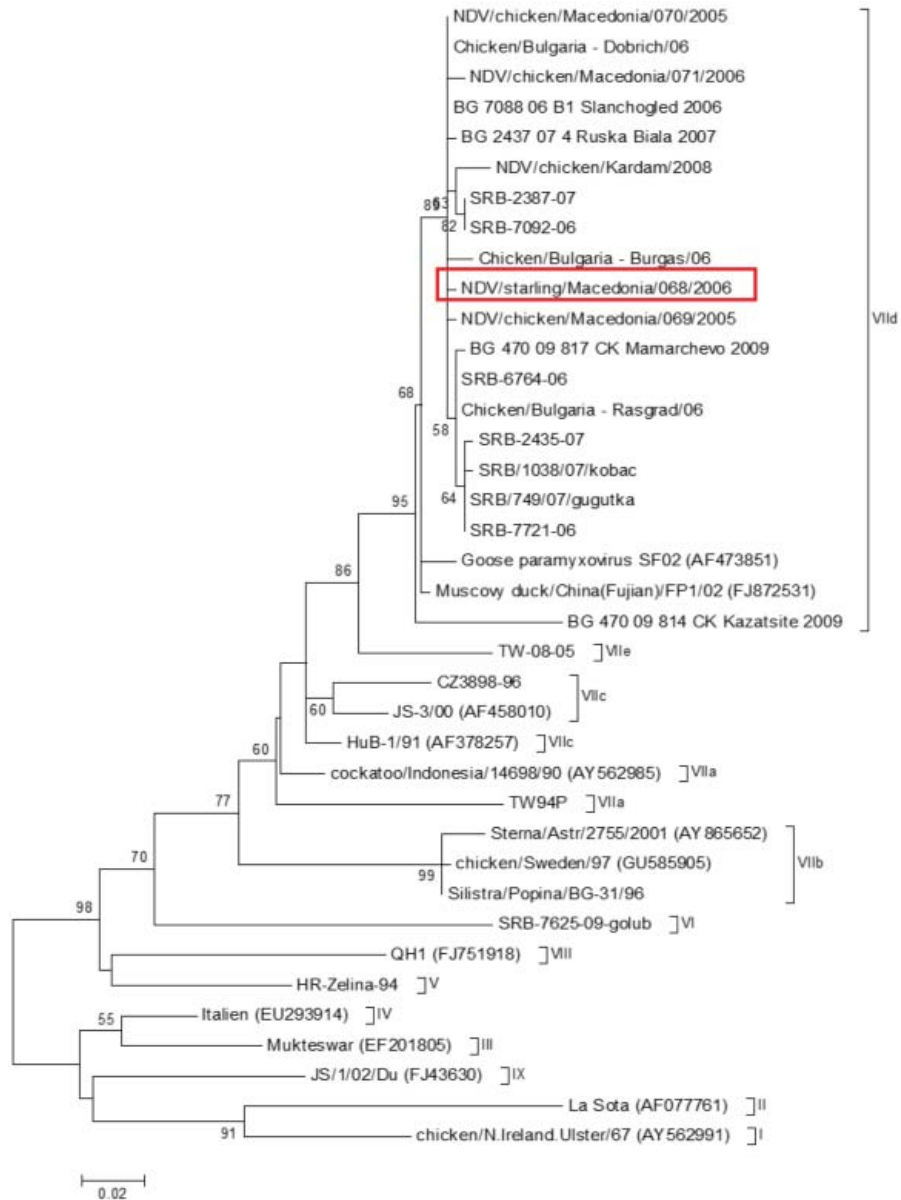 NDV/chicken/Macedonia/070/2005
Chicken/Bulgaria - Dobrich/06
NDV/chicken/Macedonia/071/2006
BG 7088 06 B1 Slanchogled 2006
BG 2437 07 4 Ruska Biala 2007
NDV/chicken/Kardam/2008
63
SRB-2387-07
82
SRB-7092-06
Chicken/Bulgaria - Burgas/06
NDV/starling/Macedonia/068/2006
NDV/chicken/Macedonia/069/2005
VIId
BG 470 09 817 CK Mamarchevo 2009
SRB-6764-06
68
Chicken/Bulgaria - Rasgrad/06
58
SRB-2435-07
SRB/1038/07/kobac
64
SRB/749/07/gugutka
95
SRB-7721-06
Goose paramyxovirus SF02 (AF473851)
86
Muscovy duck/China(Fujian)/FP1/02 (FJ872531)
BG 470 09 814 CK Kazatsite 2009
TW-08-05 VIIe
CZ3898-96
VIIc
60
JS-3/00 (AF458010)
HuB-1/91 (AF378257) VIIc
60
cockatoo/Indonesia/14698/90 (AY562985) VIIa
77
TW94P VIIa
Sterna/Astr/2755/2001 (AY865652)
70
chicken/Sweden/97 (GU585905) VIIb
99
Silistra/Popina/BG-31/96
98
SRB-7625-09-golub VI
QH1 (FJ751918) VIII
HR-Zelina-94 V
55
Italien (EU293914) IV
Mukteswar (EF201805) III
JS/1/02/Du (FJ43630) IX
La Sota (AF077761) II
91
chicken/N.Ireland.Ulster/67 (AY562991) I
0.02